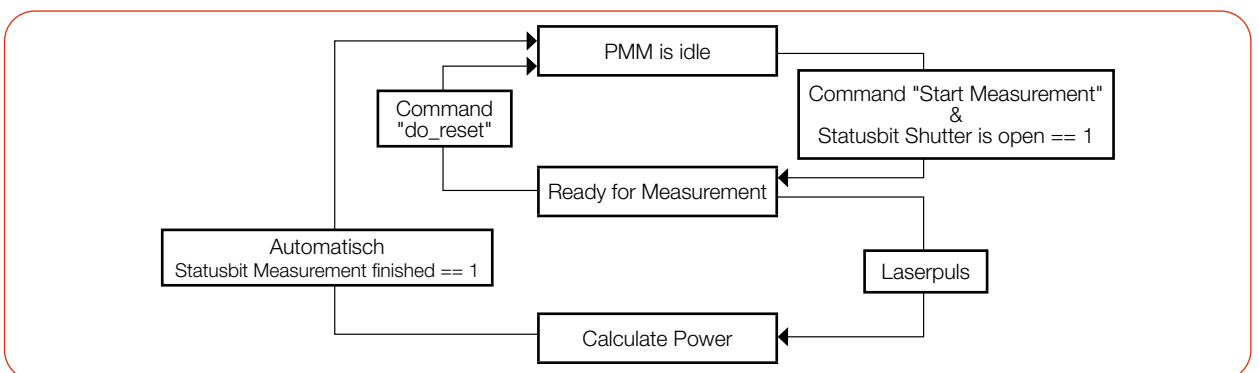 PMM is idle
Command "Start Measurement"
&
Statusbit Shutter is open == 1
Command
"do_reset"
Ready for Measurement
Automatisch
Statusbit Measurement finished == 1
Laserpuls
Calculate Power